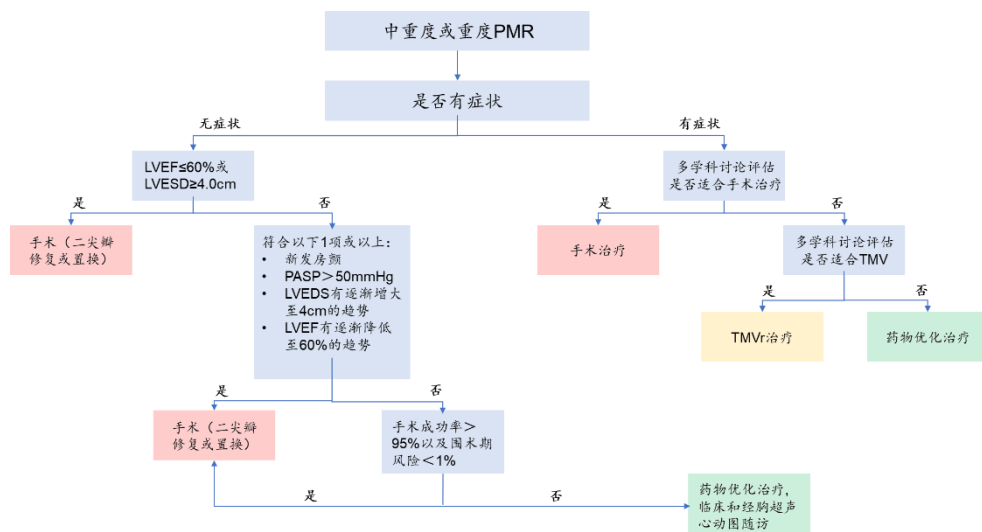 中重度或重度PMR
是否有症状
无症状
有症状
LVEF≤60%或
LVESD≥4.0cm
多学科讨论评估
是否适合手术治疗
是
否
是
否
手术（二尖瓣
修复或置换）
符合以下1项或以上：
• 新发房颤
• PASP＞50mmHg
• LVEDS有逐渐增大
至4cm的趋势
• LVEF有逐渐降低
至60%的趋势
手术治疗
多学科讨论评估
是否适合TMV
是
否
TMVr治疗
药物优化治疗
是
否
手术（二尖瓣
修复或置换）
手术成功率＞
95%以及围术期
风险＜1%
是
否
药物优化治疗，
临床和经胸超声
心动图随访